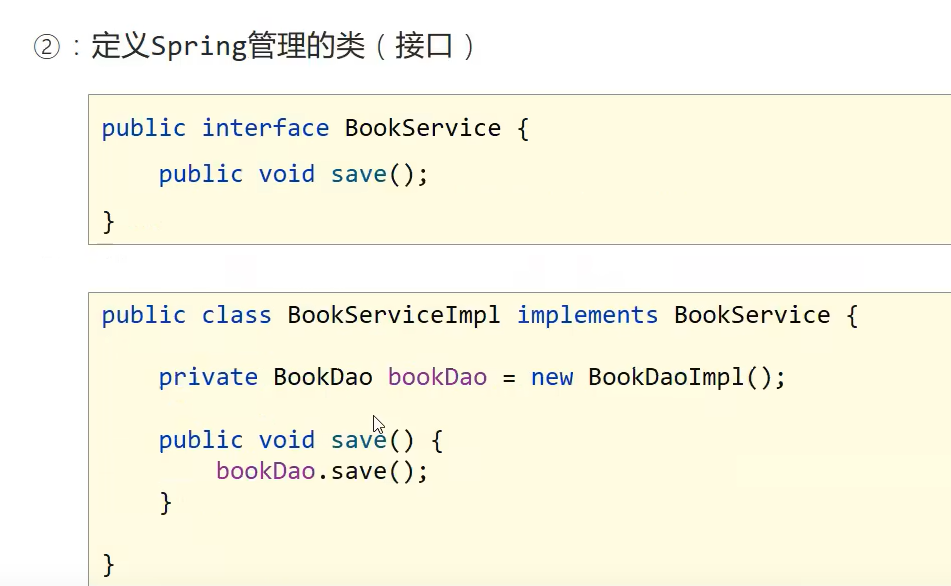 ②：定义Spring管理的类（接口）
public interface BookService {
public void save();
}
public class BookServiceImpl implements BookService {
private BookDao bookDao = new BookDaoImpl();
public void save() {
bookDao.save();
}
}